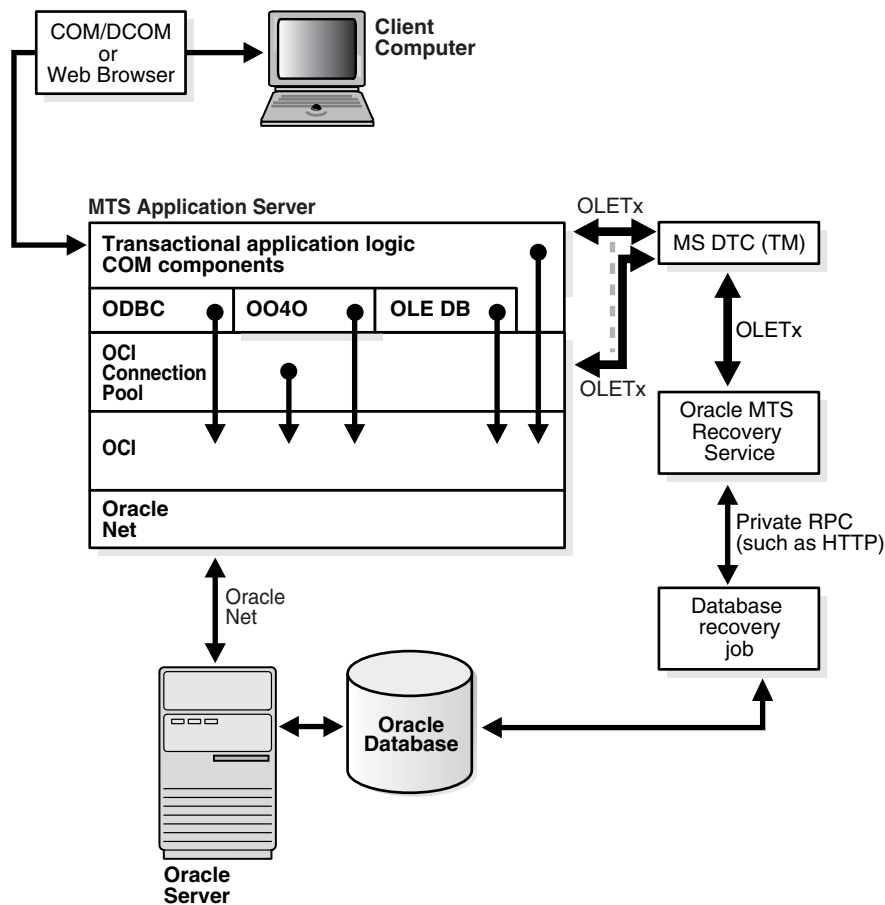 COM/DCOM
or
Web Browser
Client
Computer
MTS Application Server
OLETx
Transactional application logic
COM components
MS DTC (TM)
ODBC
OO4O
OLE DB
OLETx
OCI
Connection
Pool
OLETx
Oracle MTS
Recovery
Service
OCI
Oracle
Net
Private RPC
(such as HTTP)
Oracle
Net
Database
recovery
job
Oracle
Database
Oracle
Server